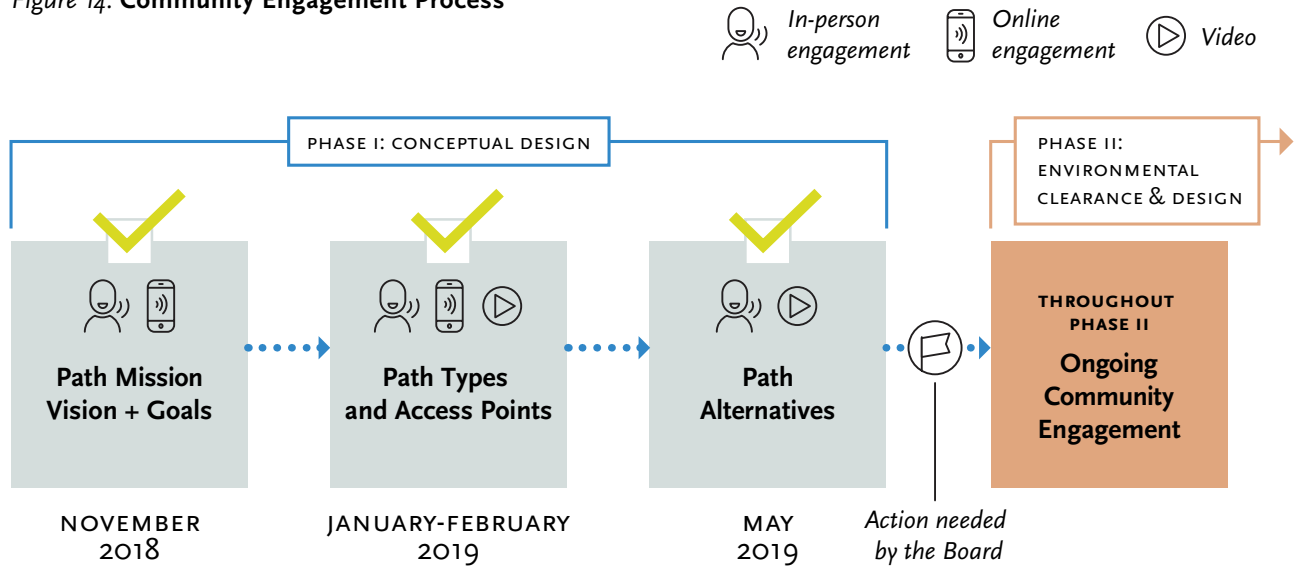 Figure 14. Community Engagement Process
In-person
engagement
Online
engagement
Video
PHASE I: CONCEPTUAL DESIGN
PHASE II:
ENVIRONMENTAL
CLEARANCE & DESIGN
Path Mission
Vision + Goals
NOVEMBER
2018
Path Types
and Access Points
JANUARY-FEBRUARY
2019
Path
Alternatives
MAY
2019
Action needed
by the Board
THROUGHOUT
PHASE II
Ongoing
Community
Engagement